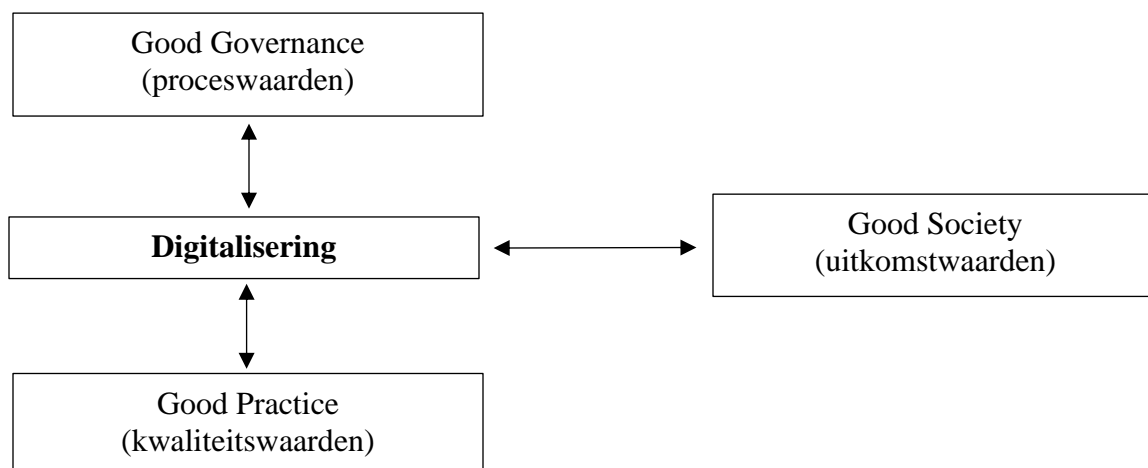 Good Governance
(proceswaarden)
Digitalisering
Good Society
(uitkomstwaarden)
Good Practice
(kwaliteitswaarden)